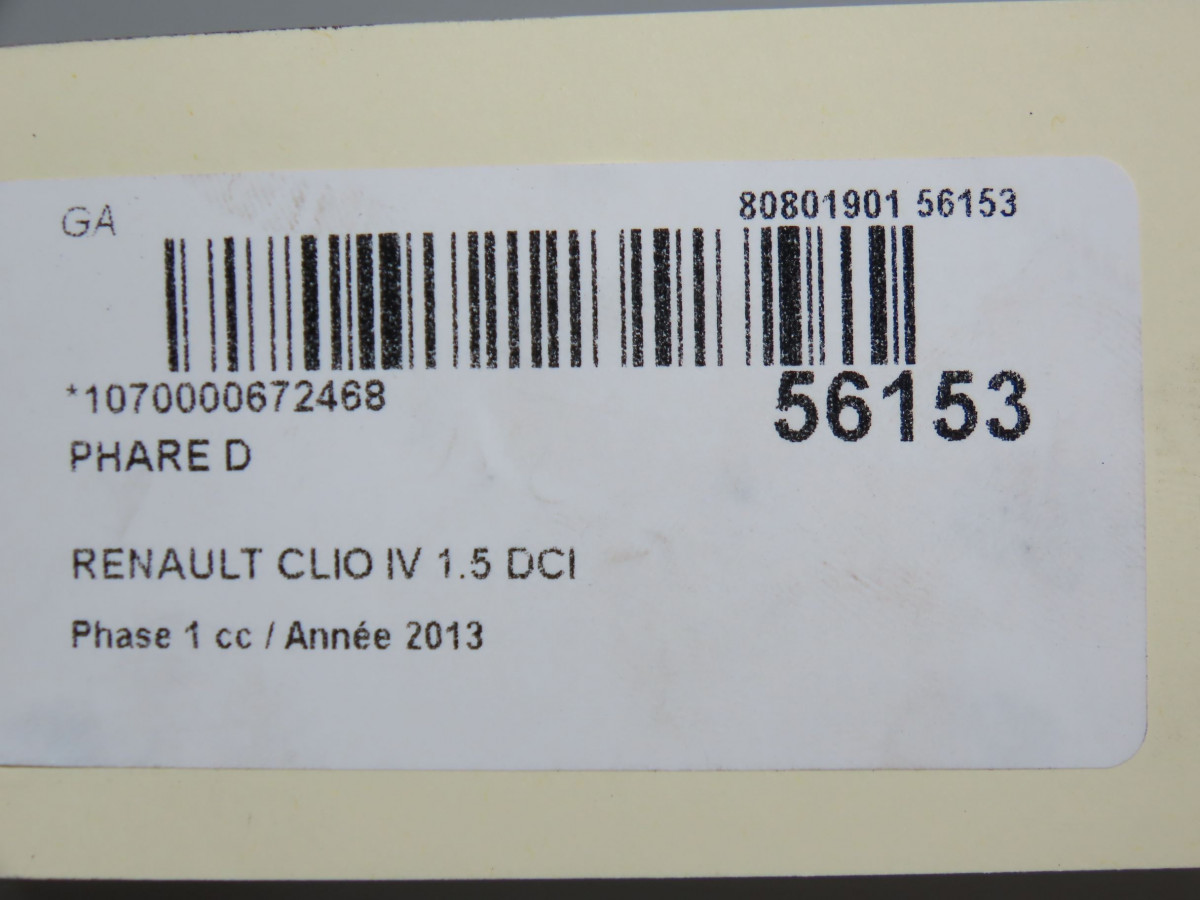 GA
80801901 56153
*1070000672468
56153
PHARE D
RENAULT CLIO IV 1.5 DCI
Phase 1 cc / Année 2013